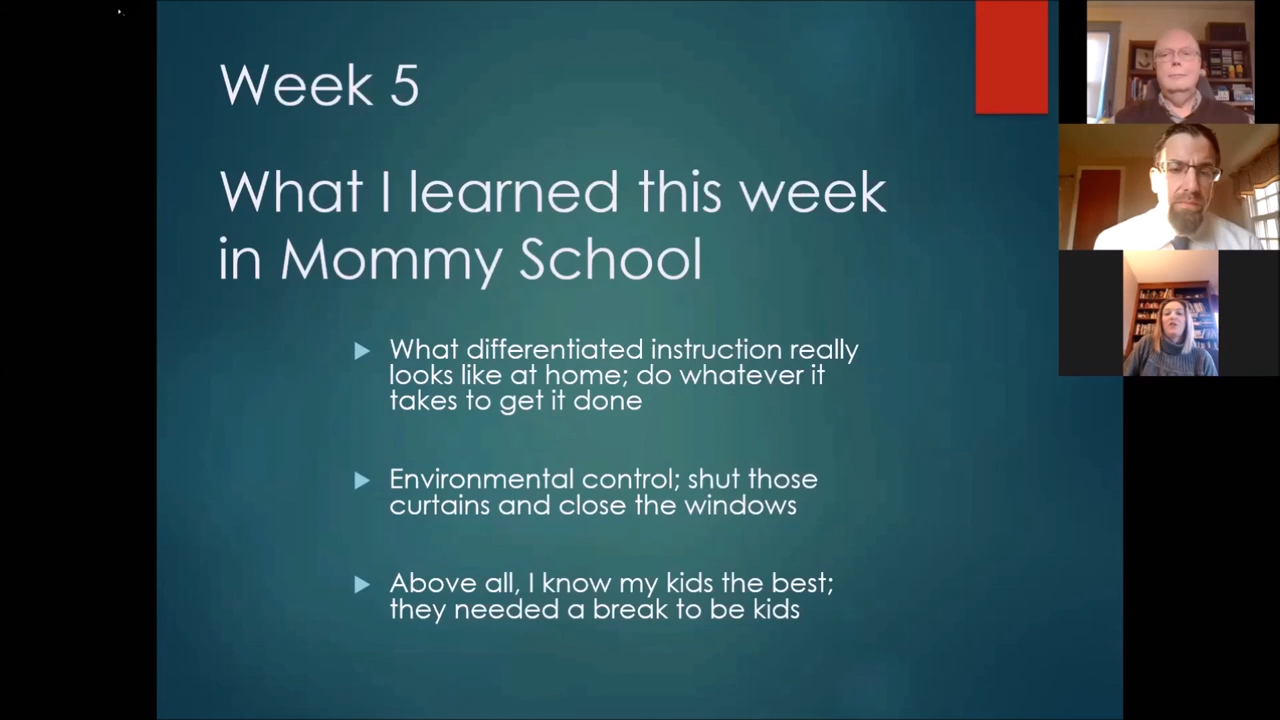 Week 5
What I learned this week
in Mommy School
What differentiated instruction really
looks like at home; do whatever it
takes to get it done
Environmental control; shut those
curtains and close the windows
Above all, I know my kids the best;
they needed a break to be kids